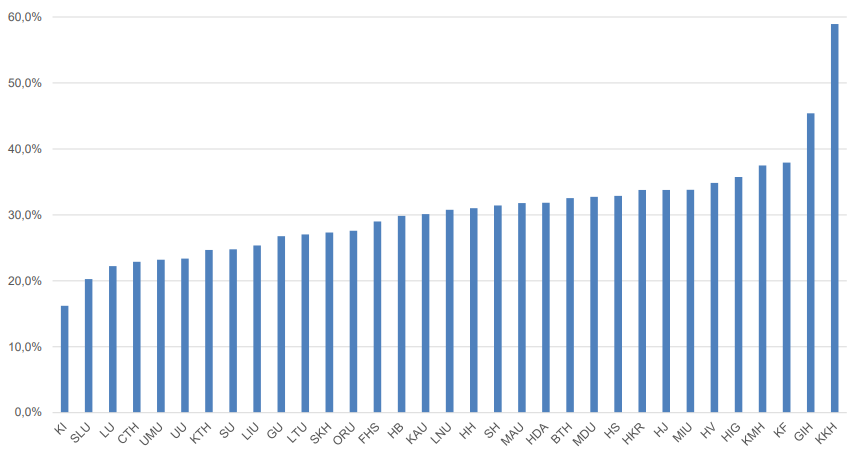 60,0%
50,0%
40,0%
30,0%
20,0%
10,0%
0,0%
KI
SLU
LU
CTH
UMU
UU
KTH
SU
LIU
GU
LTU
SKH
ORU
FHS
HB
KAU
LNU
HH
SH
MAU
HDA
BTH
MDU
HS
HKR
HJ
MIU
HV
HIG
KMH
KF
GIH
KKH